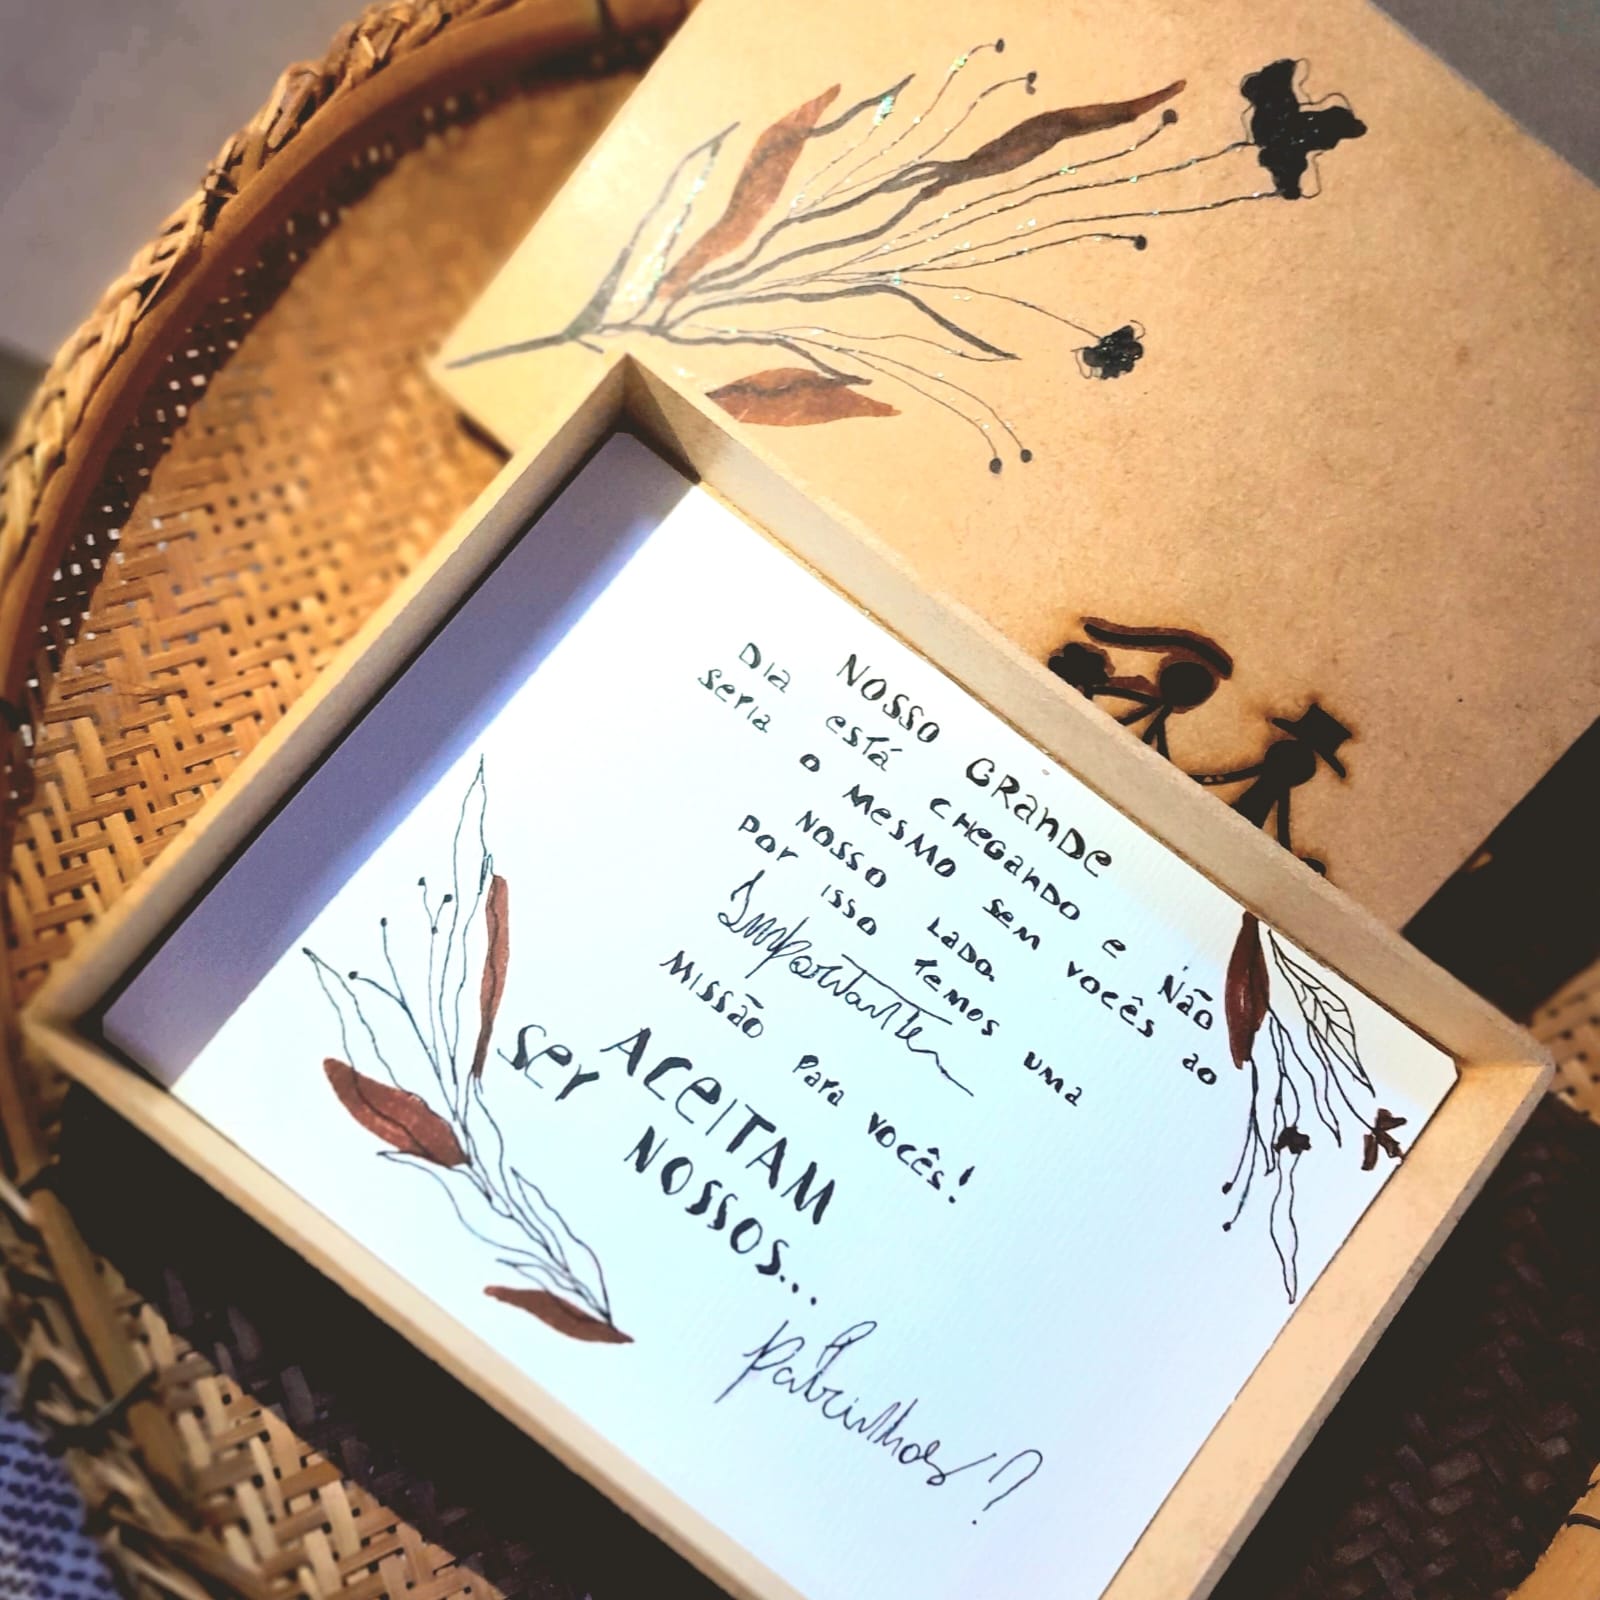 NOSSO GRANDE
Dia está CHEGANDO e Não
seria o MESMO sem vocês ao
NOSSO LADO.
por isso temos uma
Importante
MISSÃO para VOCÊS!
ACEITAM
ser NOSSOS...
Padrinhos?